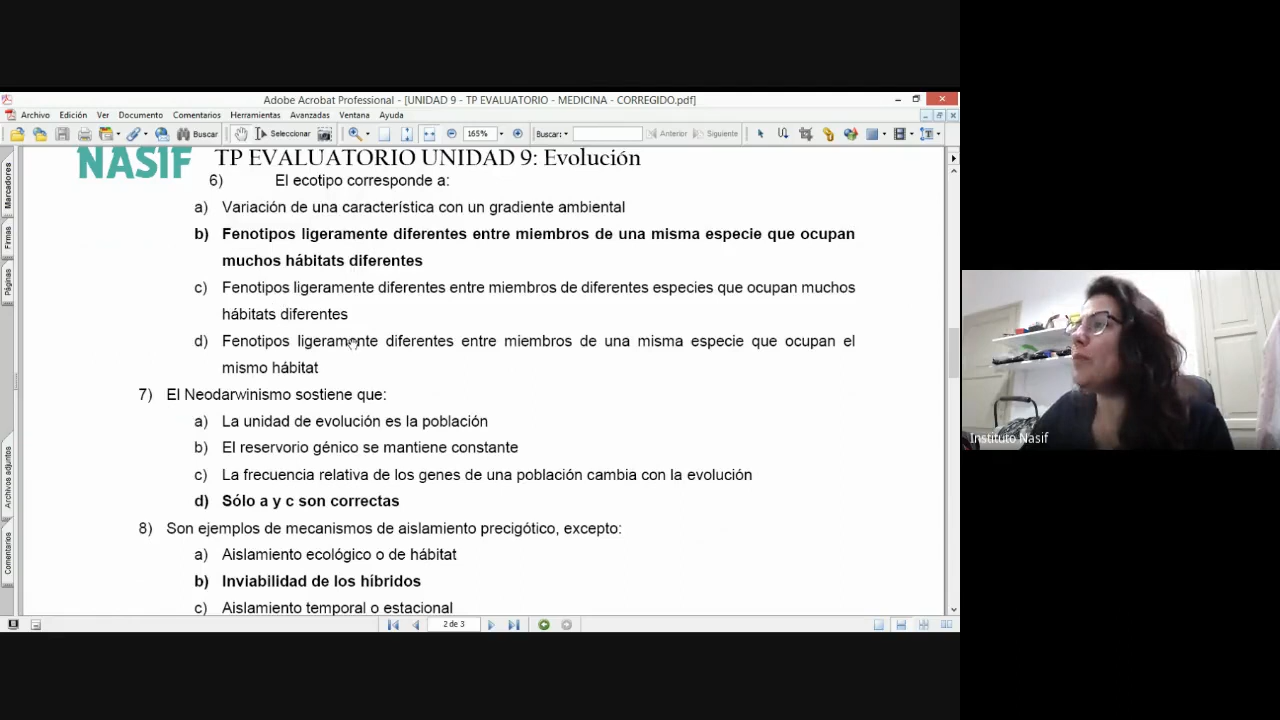 Adobe Acrobat Professional - [UNIDAD 9 - TP EVALUATORIO - MEDICINA - CORREGIDO.pdf]
Archivo Edición Ver Documento Comentarios Herramientas Avanzadas Ventana Ayuda
Buscar Seleccionar 165% Buscar: Anterior Siguiente
Marcadores
Firmas
Páginas
Archivos adjuntos
Comentarios
NASIF TP EVALUATORIO UNIDAD 9: Evolución
6) El ecotipo corresponde a:
a) Variación de una característica con un gradiente ambiental
b) Fenotipos ligeramente diferentes entre miembros de una misma especie que ocupan
muchos hábitats diferentes
c) Fenotipos ligeramente diferentes entre miembros de diferentes especies que ocupan muchos
hábitats diferentes
d) Fenotipos ligeramente diferentes entre miembros de una misma especie que ocupan el
mismo hábitat
7) El Neodarwinismo sostiene que:
a) La unidad de evolución es la población
b) El reservorio génico se mantiene constante
c) La frecuencia relativa de los genes de una población cambia con la evolución
d) Sólo a y c son correctas
8) Son ejemplos de mecanismos de aislamiento precigótico, excepto:
a) Aislamiento ecológico o de hábitat
b) Inviabilidad de los híbridos
c) Aislamiento temporal o estacional
2 de 3
Instituto Nasif